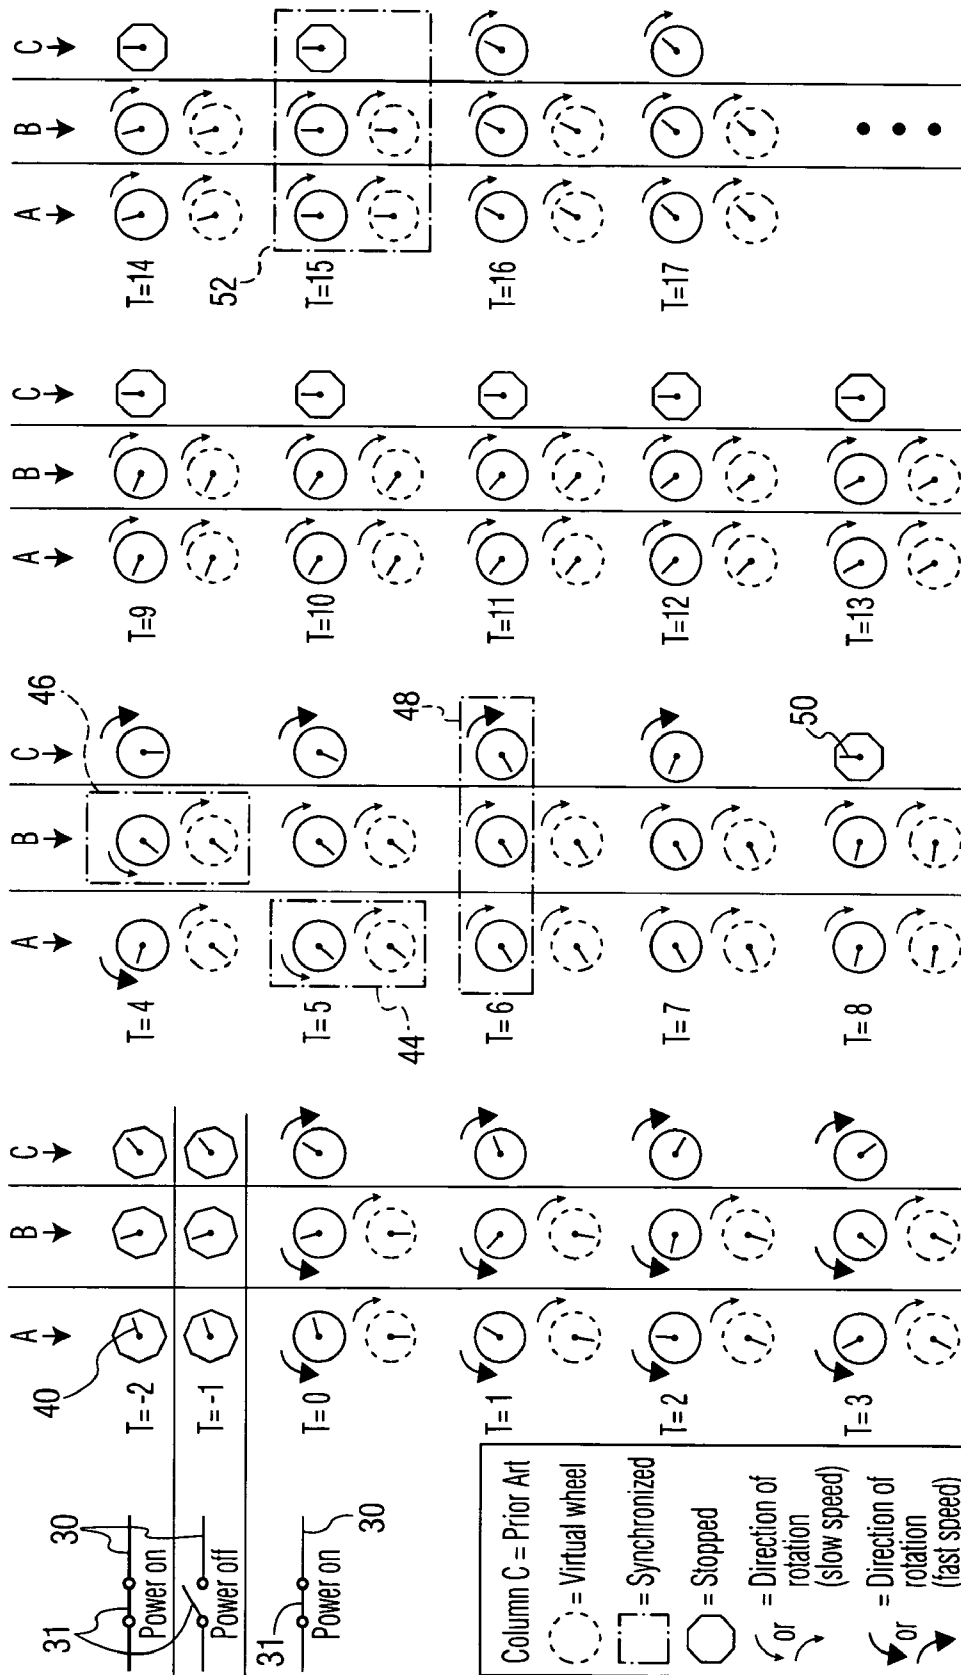 31
Power on
30
Power off
31
Power on
30
Column C = Prior Art
= Virtual wheel
= Synchronized
= Stopped
or = Direction of
rotation
(slow speed)
or = Direction of
rotation
(fast speed)
A B C
40
T=-2
T=-1
T=0
T=1
T=2
T=3
A B C
46
T=4
T=5
44
48
T=6
T=7
50
T=8
A B C
T=9
T=10
T=11
T=12
T=13
A B C
T=14
52
T=15
T=16
T=17